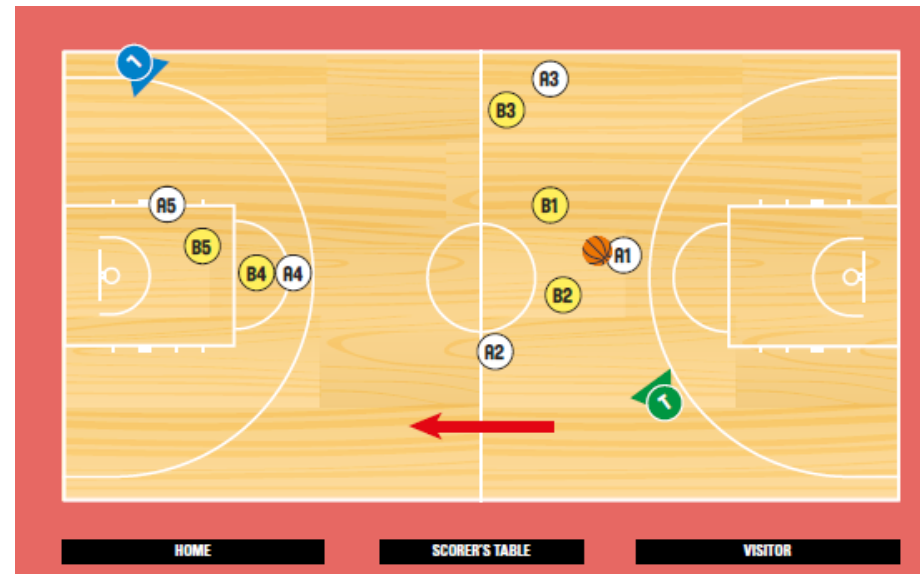 L
A3
B3
A5
B1
B5
A1
B4
A4
B2
A2
T
HOME
SCORER'S TABLE
VISITOR